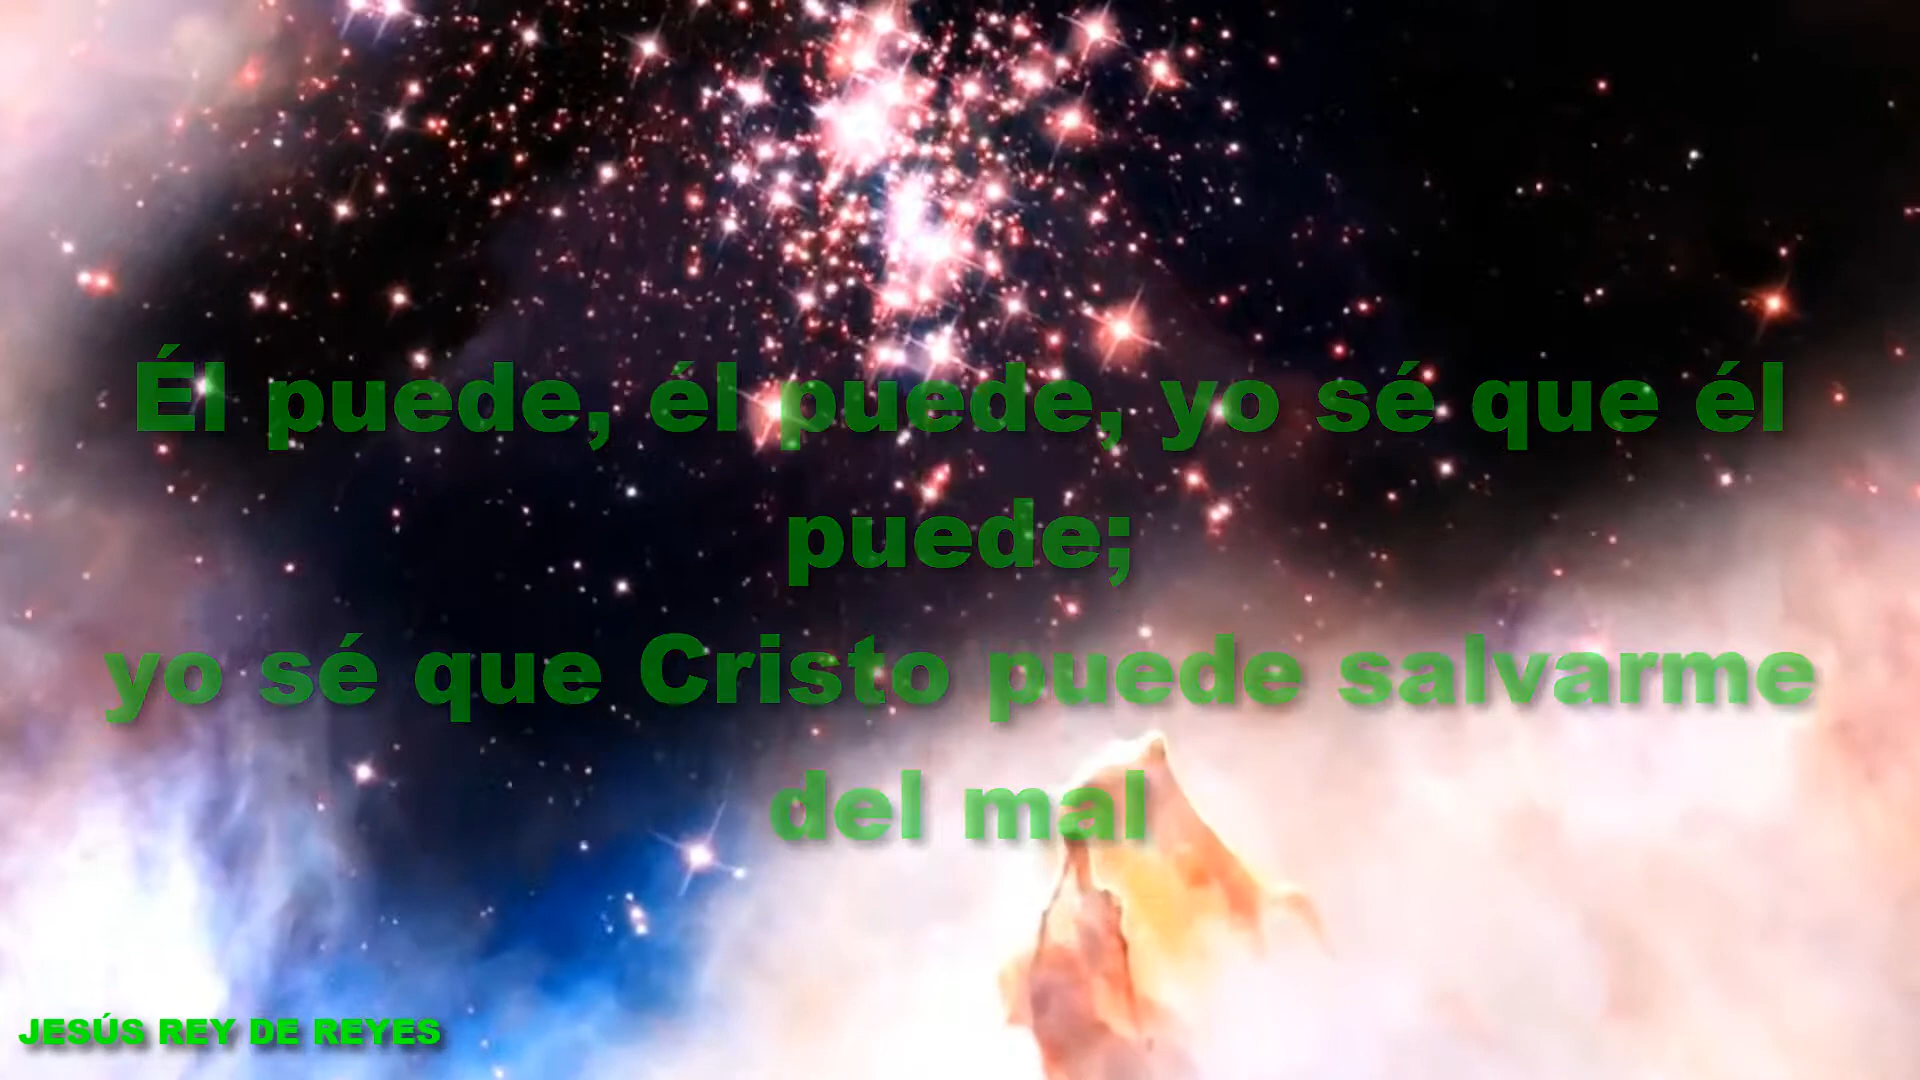 Él puede, él puede, yo sé que él
puede;
yo sé que Cristo puede salvarme
del mal
JESÚS REY DE REYES